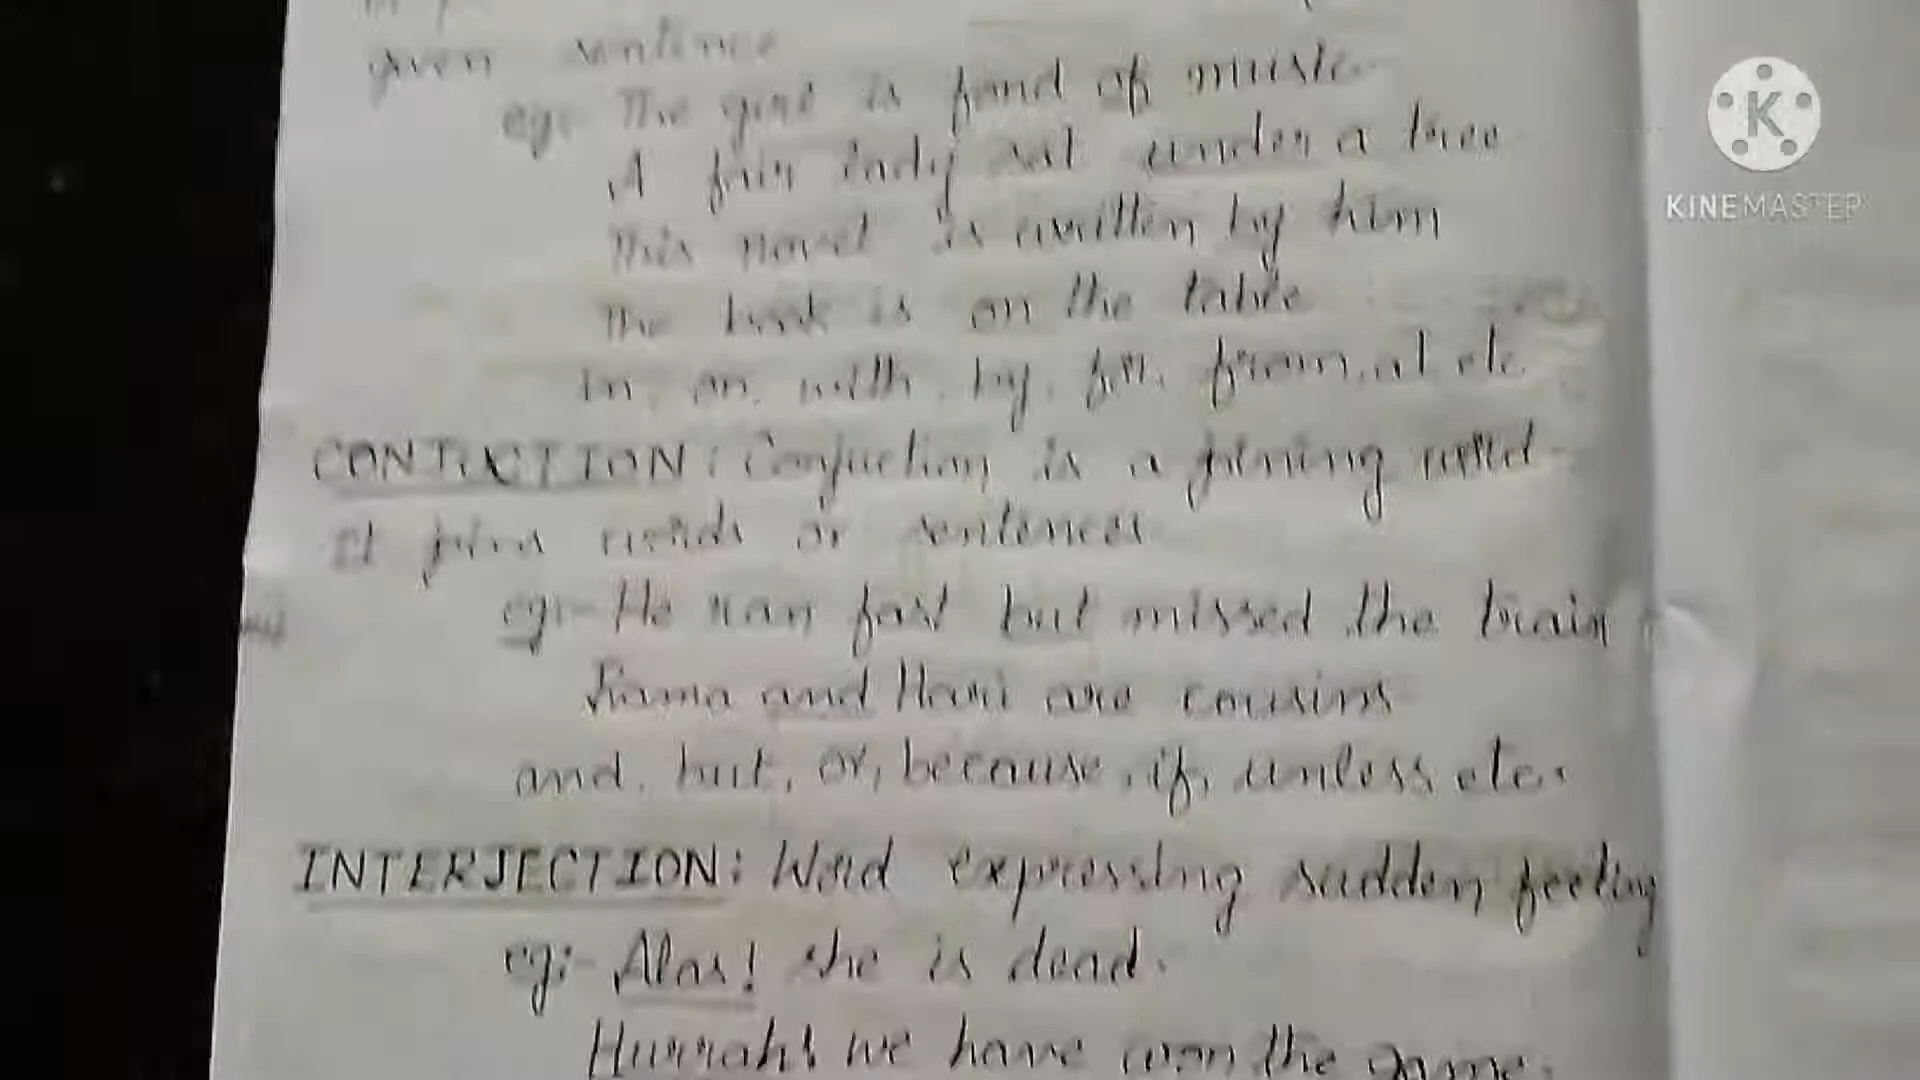 given sentence
eg:- The girl is fond of music
A fair lady sat under a tree
This novel is written by him
The book is on the table
in, on, with, by, for, from, at etc.
CONJUCTION: Conjuction is a joining word
It joins words or sentences
eg:- He ran fast but missed the train
Rama and Hari are cousins
and, but, or, because, if, unless etc.
INTERJECTION: Word expressing sudden feeling
eg:- Alas! she is dead.
Hurrah! we have won the game.
K
KINEMASTER